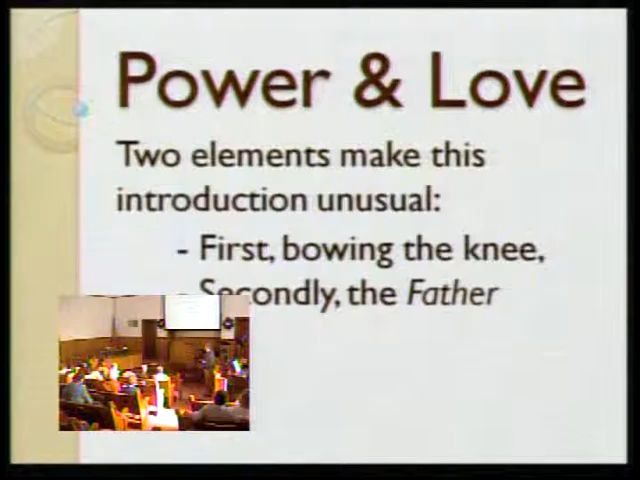 Power & Love
Two elements make this
introduction unusual:
- First, bowing the knee,
- Secondly, the Father